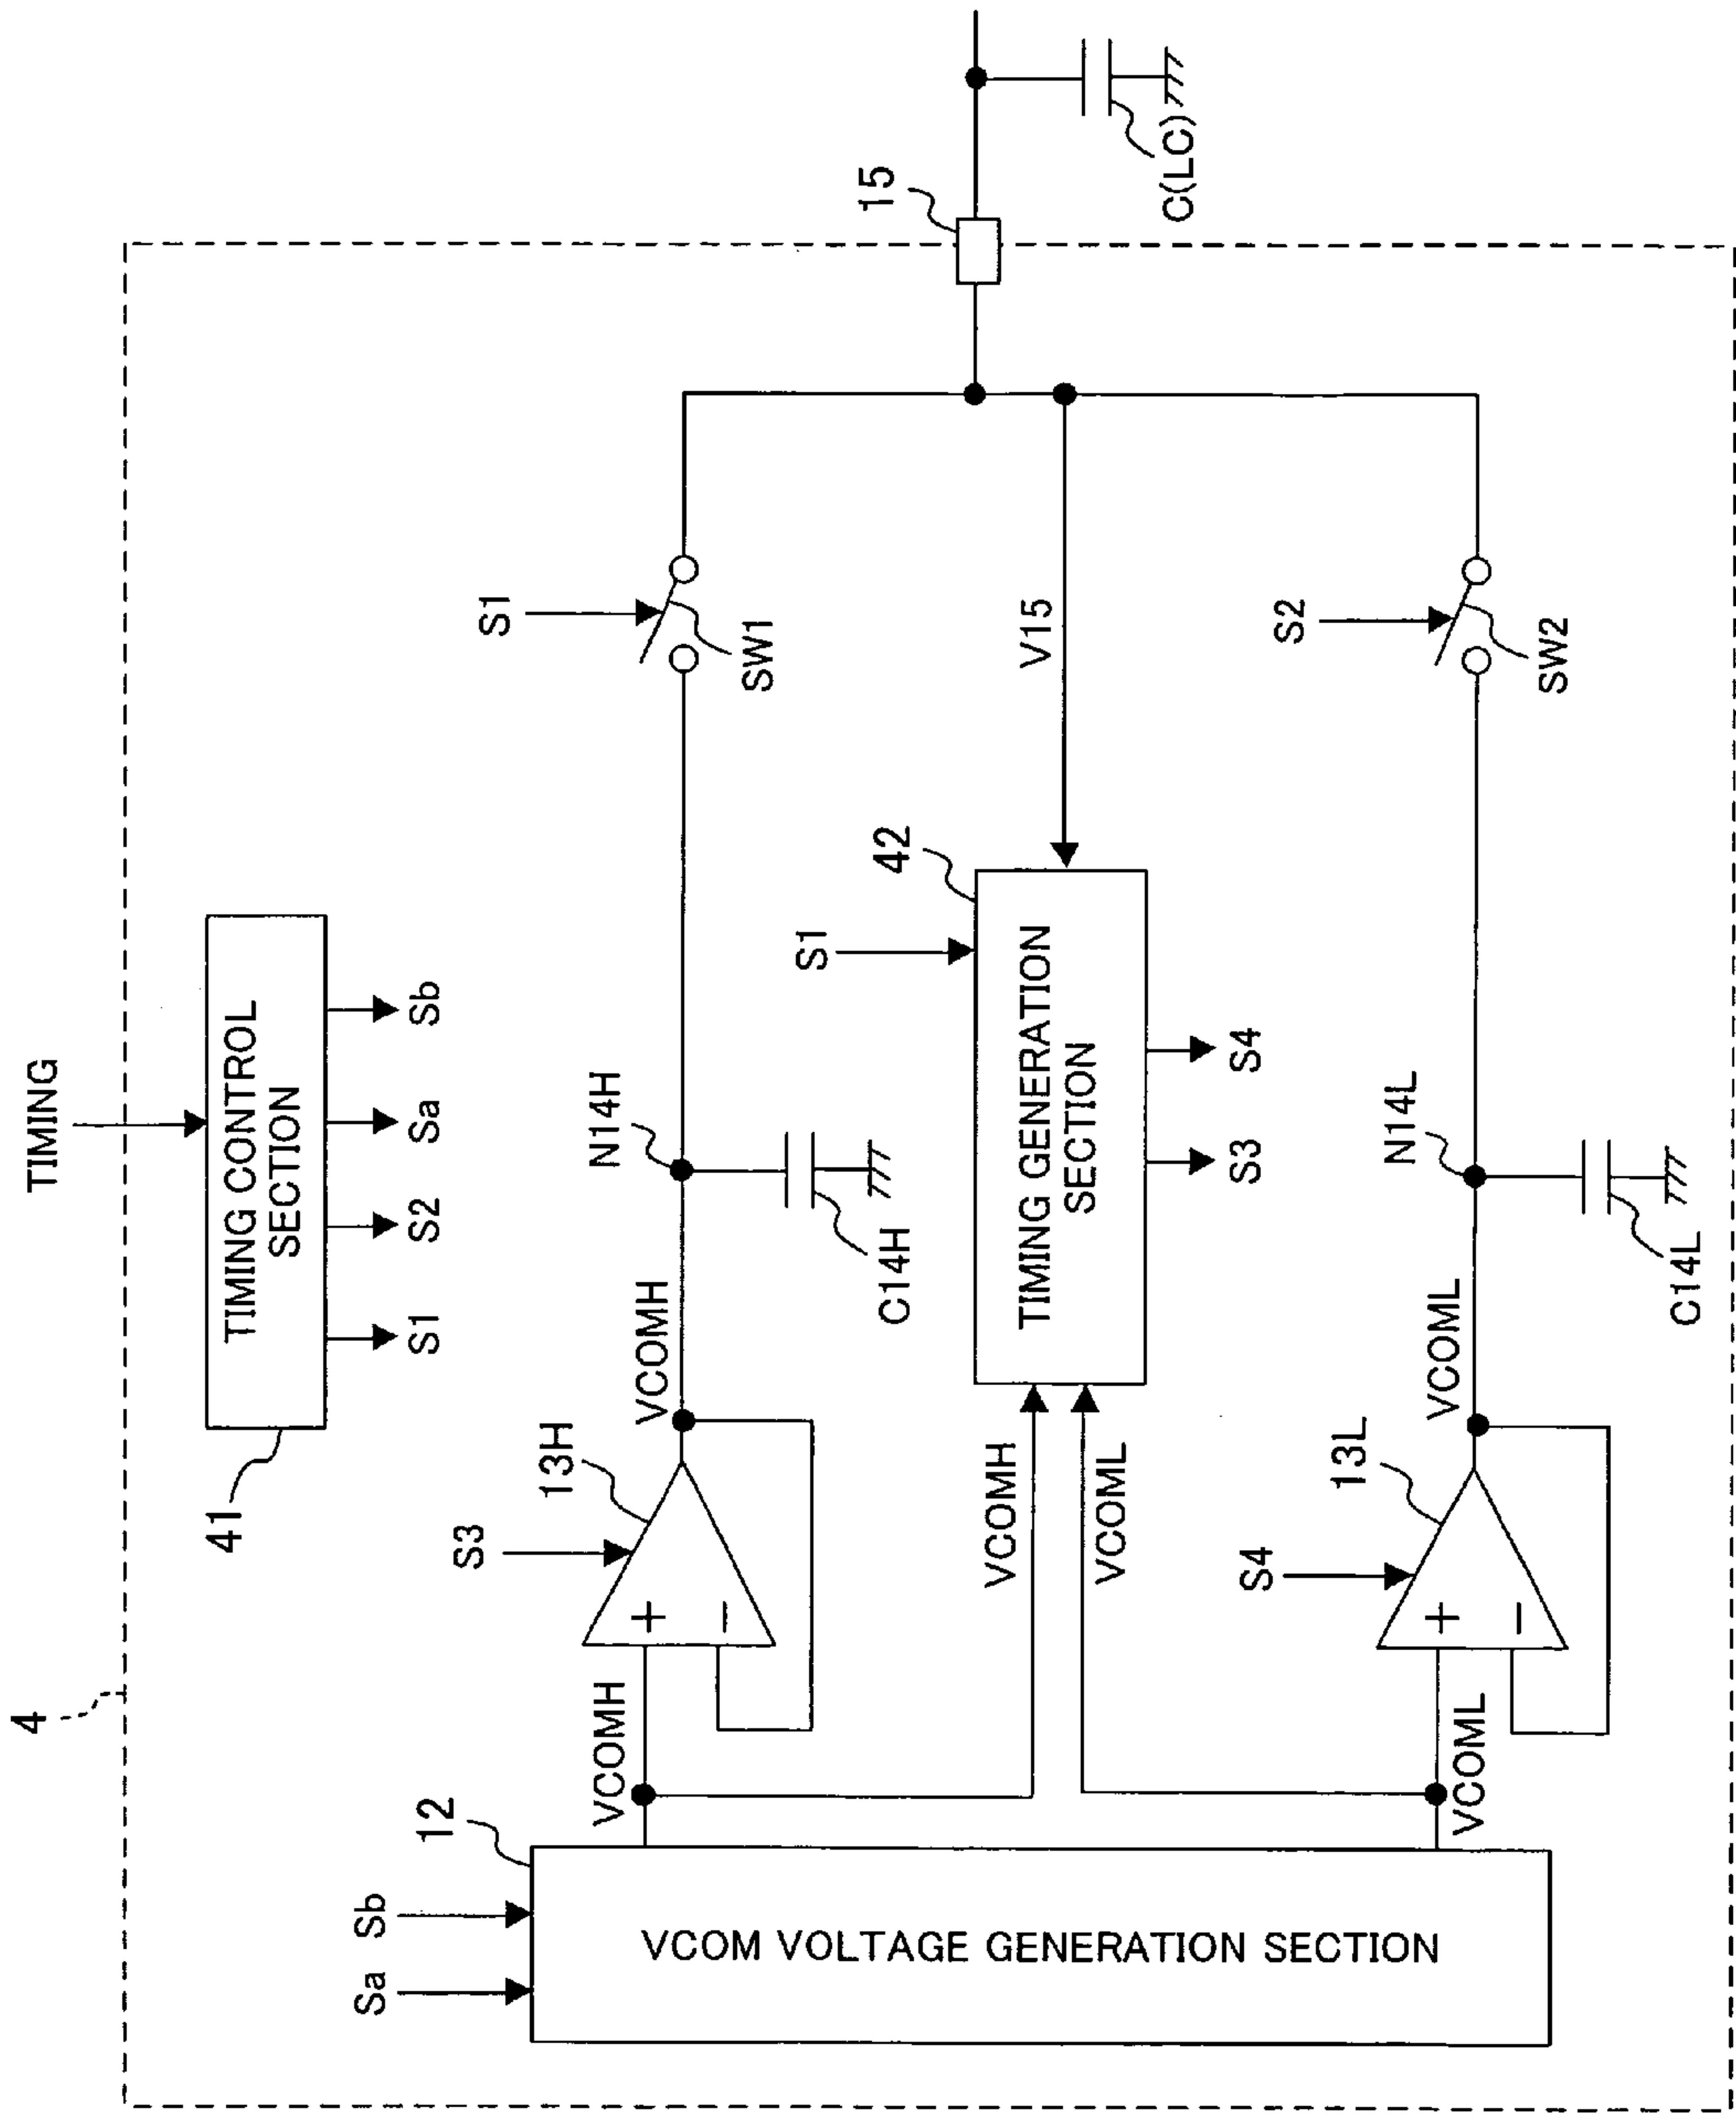 4
TIMING
TIMING CONTROL
SECTION
41
S1
S2
Sa
Sb
Sa
Sb
12
VCOM VOLTAGE GENERATION SECTION
VCOMH
S3
13H
+
−
VCOMH
N14H
C14H
S1
SW1
15
C(LC)
VCOMH
VCOML
TIMING GENERATION
SECTION
42
S1
S3
S4
V15
VCOML
S4
13L
+
−
VCOML
N14L
C14L
S2
SW2